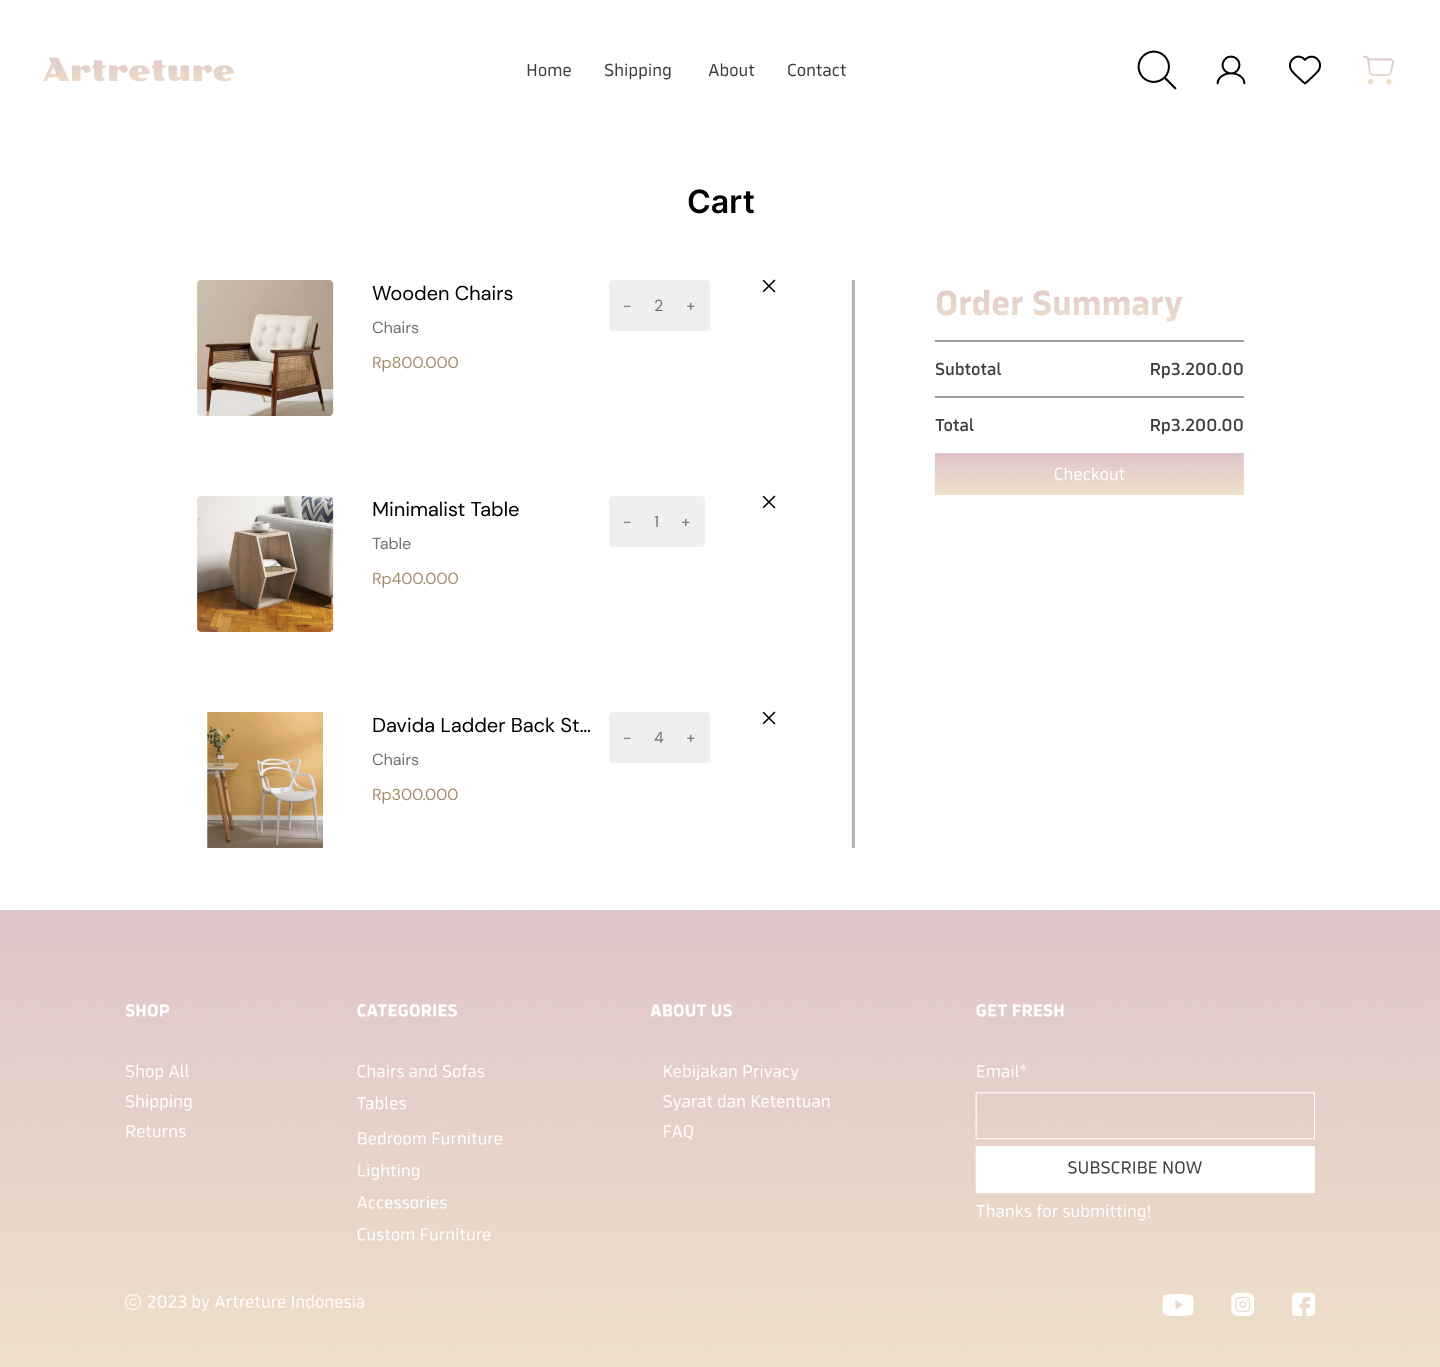 Artreture
Home Shipping About Contact
Cart
Wooden Chairs
Chairs
Rp800.000
- 2 +
Minimalist Table
Table
Rp400.000
- 1 +
Davida Ladder Back St...
Chairs
Rp300.000
- 4 +
Order Summary
Subtotal Rp3.200.00
Total Rp3.200.00
Checkout
SHOP
Shop All
Shipping
Returns
CATEGORIES
Chairs and Sofas
Tables
Bedroom Furniture
Lighting
Accessories
Custom Furniture
ABOUT US
Kebijakan Privacy
Syarat dan Ketentuan
FAQ
GET FRESH
Email*
SUBSCRIBE NOW
Thanks for submitting!
© 2023 by Artreture Indonesia